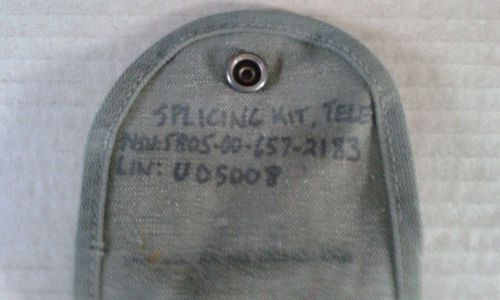 SPLICING KIT, TELE
NSN:5805-00-657-2183
LIN: U05008